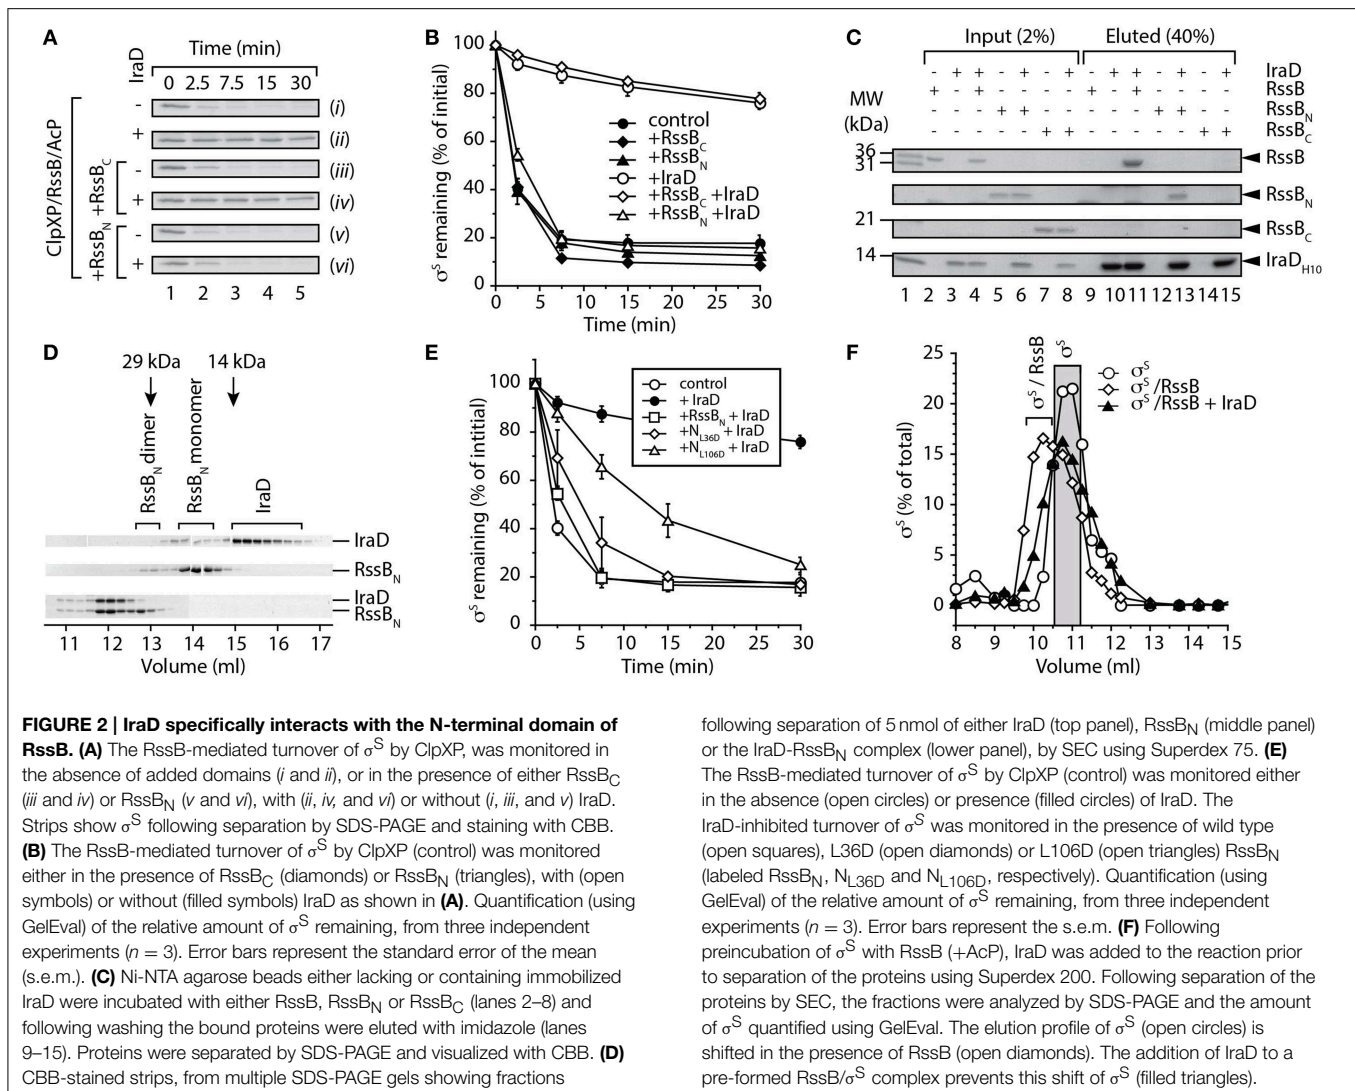 A
Time (min)
IraD
0 2.5 7.5 15 30
- (i)
+ (ii)
- (iii)
+ (iv)
- (v)
+ (vi)
ClpXP/RssB/AcP
+RssBC
+RssBN
1 2 3 4 5
B
σS remaining (% of initial)
100
80
60
40
20
0
control
+RssBC
+RssBN
+IraD
+RssBC +IraD
+RssBN +IraD
0 5 10 15 20 25 30
Time (min)
C
Input (2%) Eluted (40%)
- + + - + - + - + + - + - + IraD
+ - + - - - - + - + - - - - RssB
- - - + + - - - - - + + - - RssBN
- - - - - + + - - - - - + + RssBC
MW
(kDa)
36
31
RssB
RssBN
21
RssBC
14
IraDH10
1 2 3 4 5 6 7 8 9 10 11 12 13 14 15
D
29 kDa 14 kDa
RssBN dimer
RssBN monomer
IraD
IraD
RssBN
IraD
RssBN
11 12 13 14 15 16 17
Volume (ml)
E
σS remaining (% of intitial)
100
80
60
40
20
0
control
+ IraD
+RssBN + IraD
+NL36D + IraD
+NL106D + IraD
0 5 10 15 20 25 30
Time (min)
F
σS (% of total)
25
20
15
10
5
0
σS / RssB
σS
σS
σS /RssB
σS /RssB + IraD
8 9 10 11 12 13 14 15
Volume (ml)
FIGURE 2 | IraD specifically interacts with the N-terminal domain of
RssB. (A) The RssB-mediated turnover of σS by ClpXP, was monitored in
the absence of added domains (i and ii), or in the presence of either RssBC
(iii and iv) or RssBN (v and vi), with (ii, iv, and vi) or without (i, iii, and v) IraD.
Strips show σS following separation by SDS-PAGE and staining with CBB.
(B) The RssB-mediated turnover of σS by ClpXP (control) was monitored
either in the presence of RssBC (diamonds) or RssBN (triangles), with (open
symbols) or without (filled symbols) IraD as shown in (A). Quantification (using
GelEval) of the relative amount of σS remaining, from three independent
experiments (n = 3). Error bars represent the standard error of the mean
(s.e.m.). (C) Ni-NTA agarose beads either lacking or containing immobilized
IraD were incubated with either RssB, RssBN or RssBC (lanes 2–8) and
following washing the bound proteins were eluted with imidazole (lanes
9–15). Proteins were separated by SDS-PAGE and visualized with CBB. (D)
CBB-stained strips, from multiple SDS-PAGE gels showing fractions
following separation of 5 nmol of either IraD (top panel), RssBN (middle panel)
or the IraD-RssBN complex (lower panel), by SEC using Superdex 75. (E)
The RssB-mediated turnover of σS by ClpXP (control) was monitored either
in the absence (open circles) or presence (filled circles) of IraD. The
IraD-inhibited turnover of σS was monitored in the presence of wild type
(open squares), L36D (open diamonds) or L106D (open triangles) RssBN
(labeled RssBN, NL36D and NL106D, respectively). Quantification (using
GelEval) of the relative amount of σS remaining, from three independent
experiments (n = 3). Error bars represent the s.e.m. (F) Following
preincubation of σS with RssB (+AcP), IraD was added to the reaction prior
to separation of the proteins using Superdex 200. Following separation of the
proteins by SEC, the fractions were analyzed by SDS-PAGE and the amount
of σS quantified using GelEval. The elution profile of σS (open circles) is
shifted in the presence of RssB (open diamonds). The addition of IraD to a
pre-formed RssB/σS complex prevents this shift of σS (filled triangles).